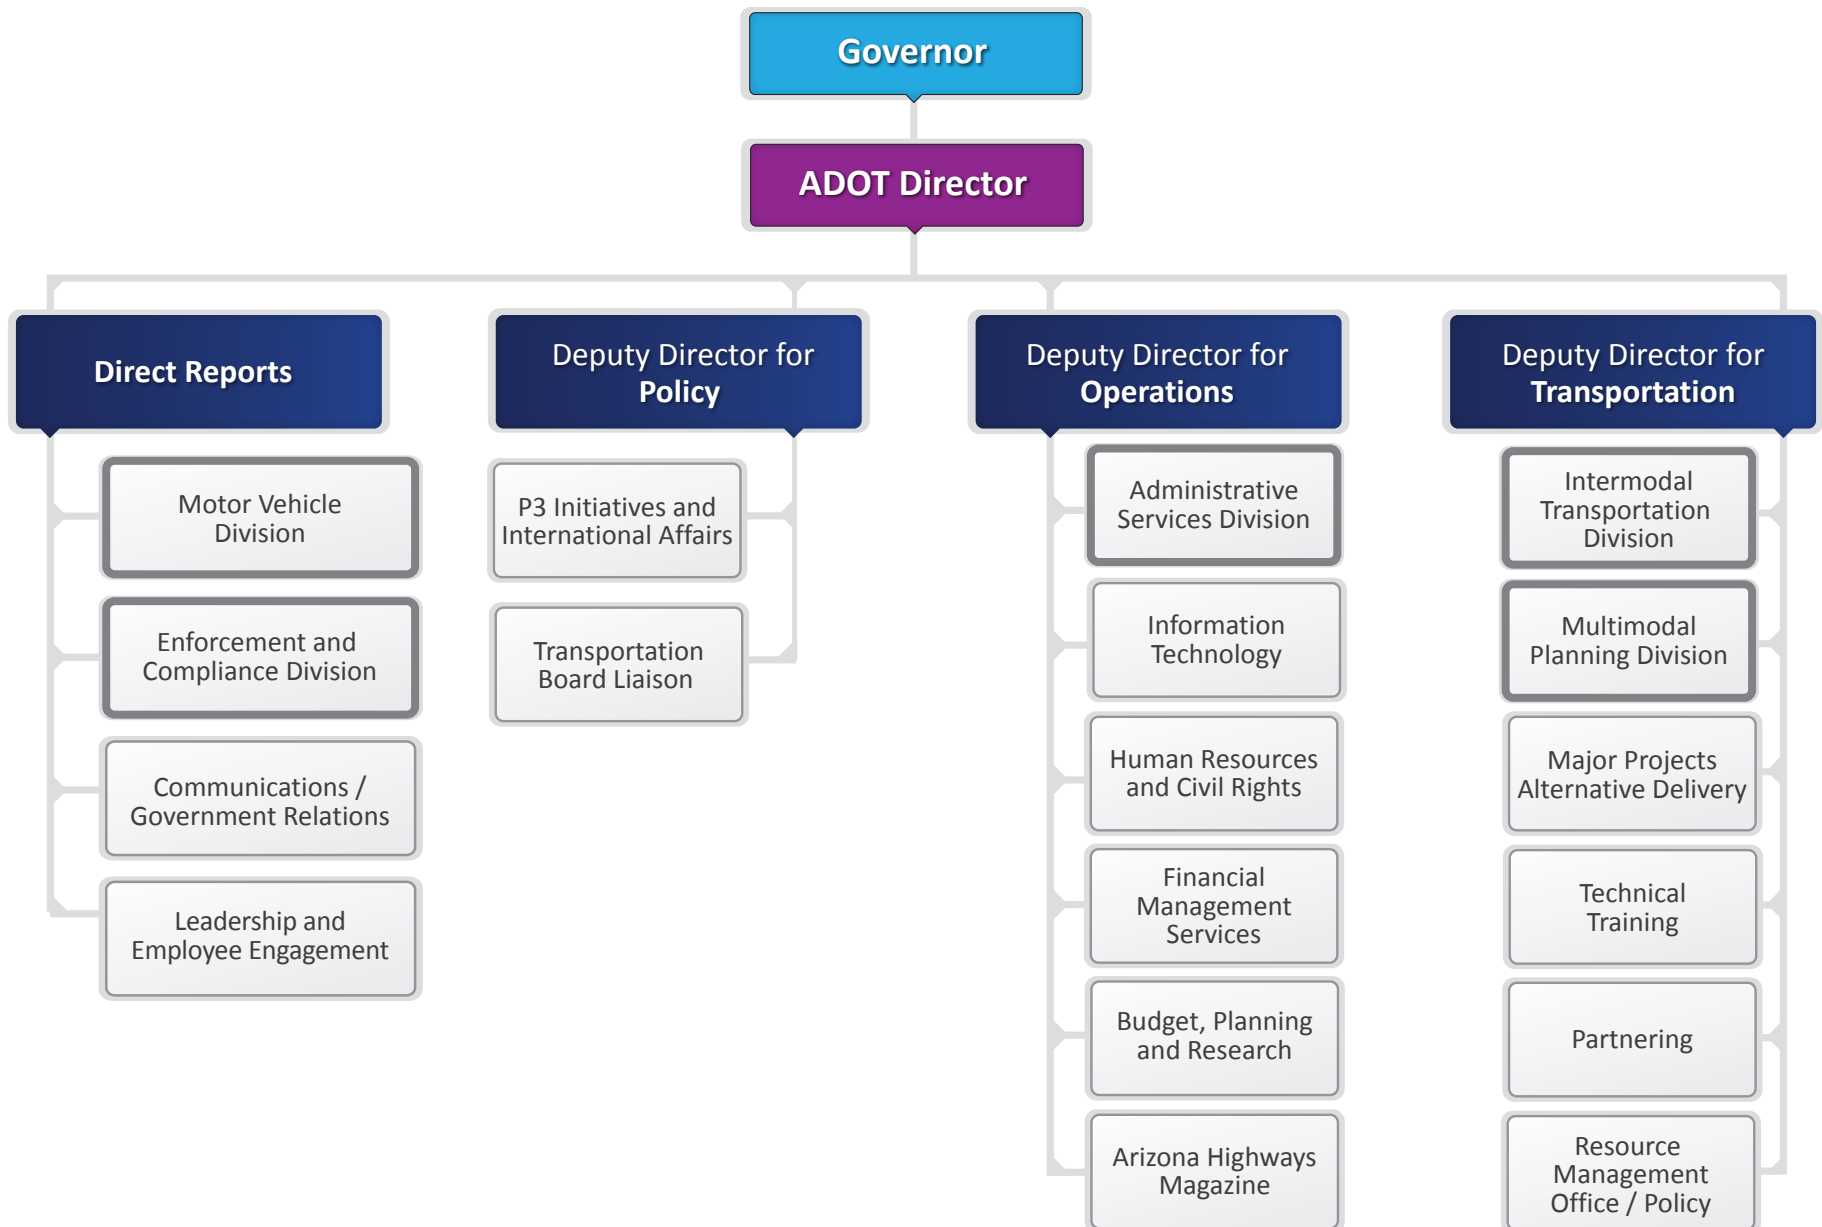 Governor
ADOT Director
Direct Reports
Motor Vehicle
Division
Enforcement and
Compliance Division
Communications /
Government Relations
Leadership and
Employee Engagement
Deputy Director for
Policy
P3 Initiatives and
International Affairs
Transportation
Board Liaison
Deputy Director for
Operations
Administrative
Services Division
Information
Technology
Human Resources
and Civil Rights
Financial
Management
Services
Budget, Planning
and Research
Arizona Highways
Magazine
Deputy Director for
Transportation
Intermodal
Transportation
Division
Multimodal
Planning Division
Major Projects
Alternative Delivery
Technical
Training
Partnering
Resource
Management
Office / Policy